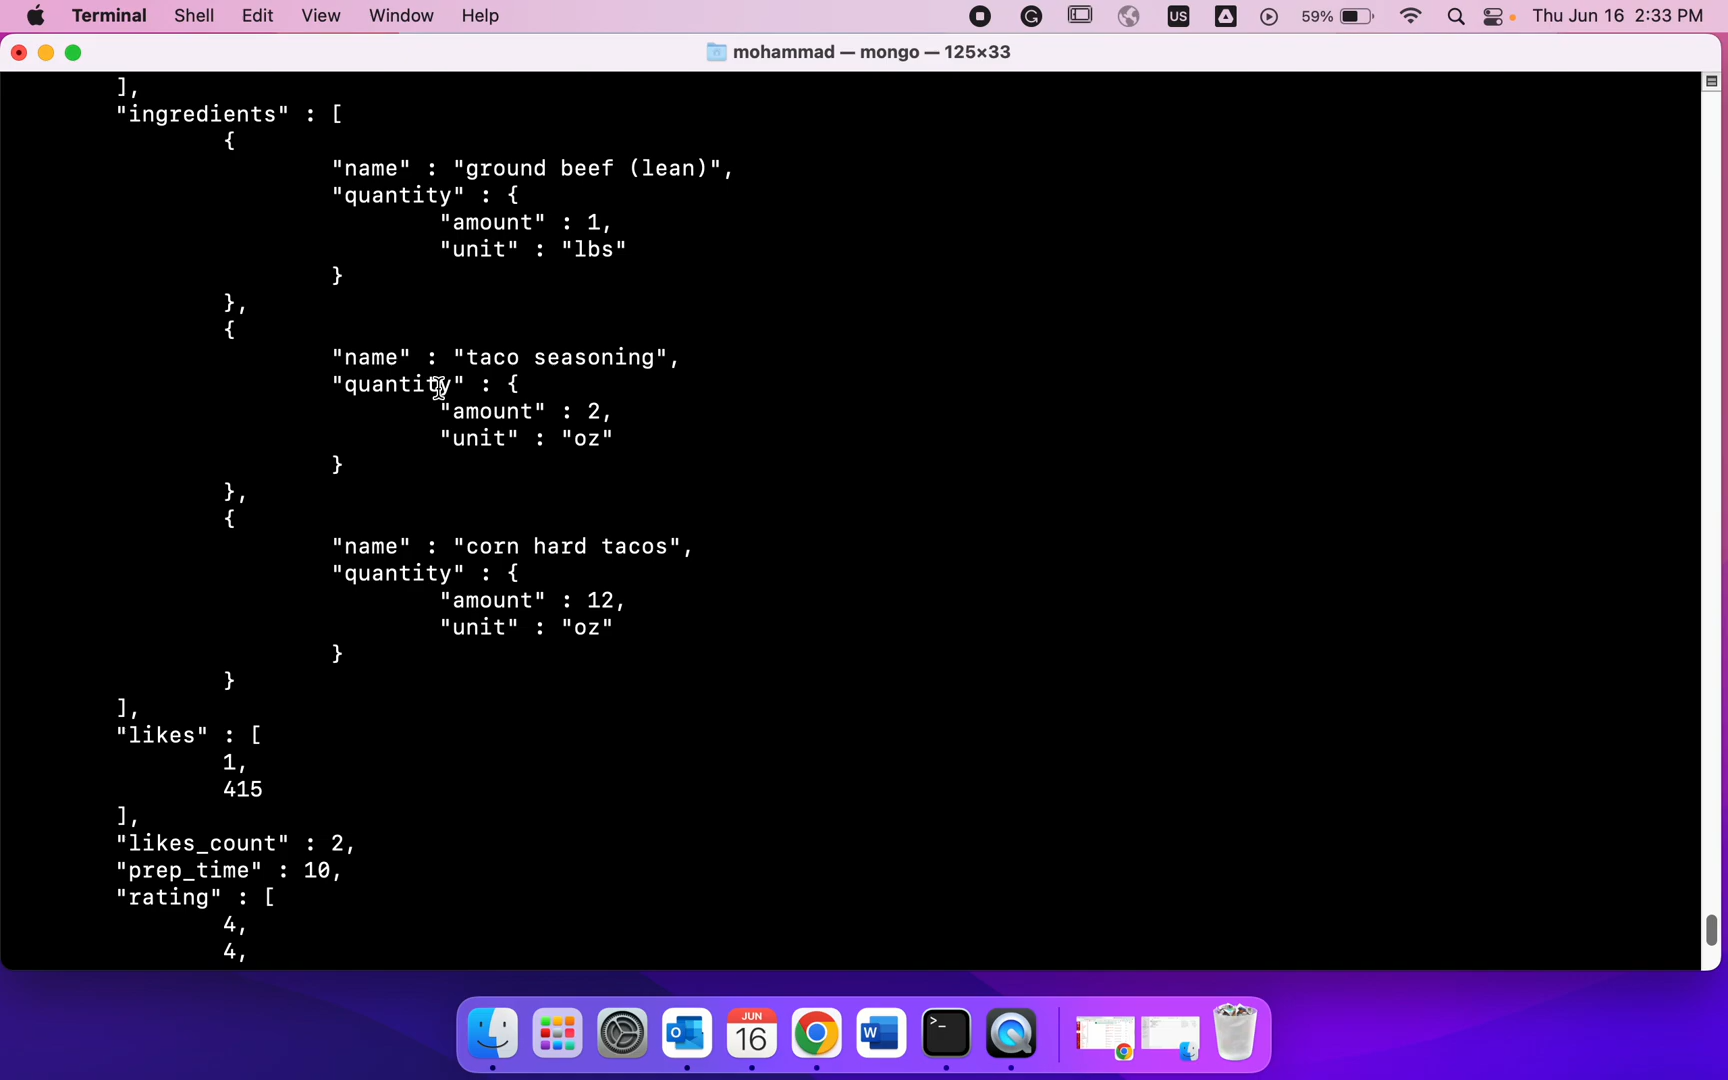 Terminal Shell Edit View Window Help US 59% Thu Jun 16 2:33 PM
mohammad — mongo — 125×33
],
"ingredients" : [
{
"name" : "ground beef (lean)",
"quantity" : {
"amount" : 1,
"unit" : "lbs"
}
},
{
"name" : "taco seasoning",
"quantity" : {
"amount" : 2,
"unit" : "oz"
}
},
{
"name" : "corn hard tacos",
"quantity" : {
"amount" : 12,
"unit" : "oz"
}
}
],
"likes" : [
1,
415
],
"likes_count" : 2,
"prep_time" : 10,
"rating" : [
4,
4,
JUN
16